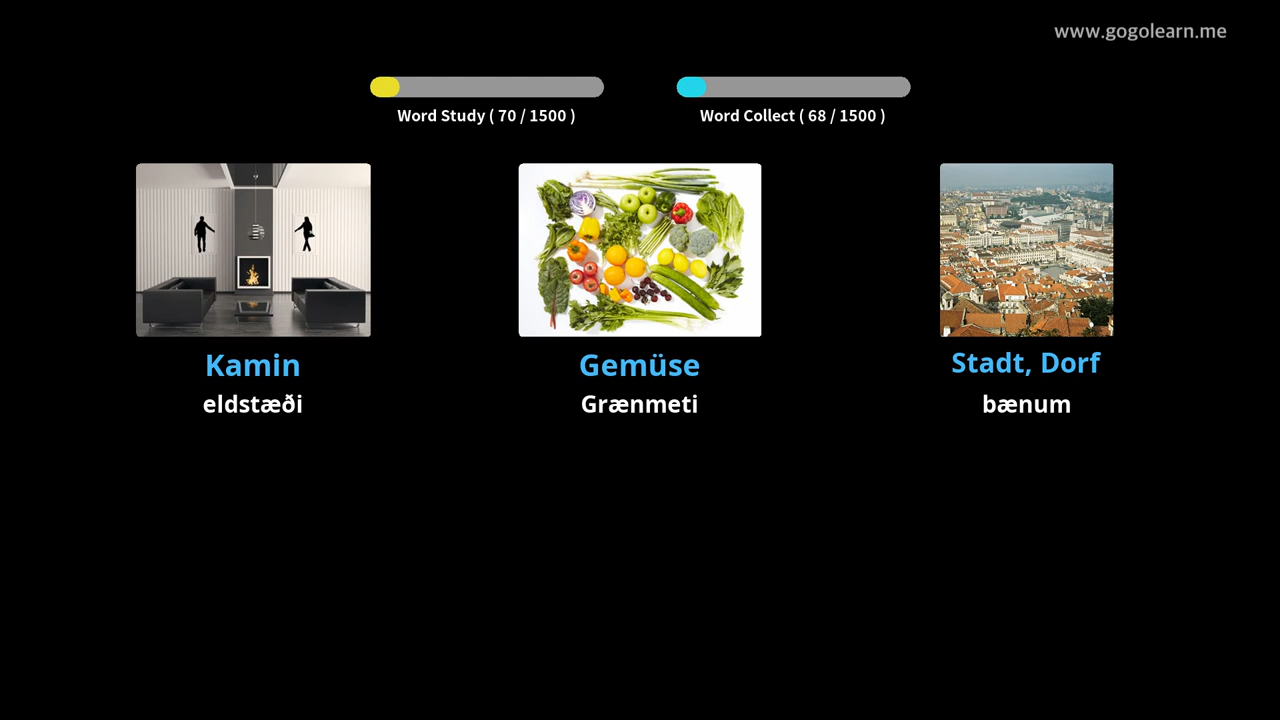 www.gogolearn.me
Word Study ( 70 / 1500 )
Word Collect ( 68 / 1500 )
Kamin
eldstæði
Gemüse
Grænmeti
Stadt, Dorf
bænum